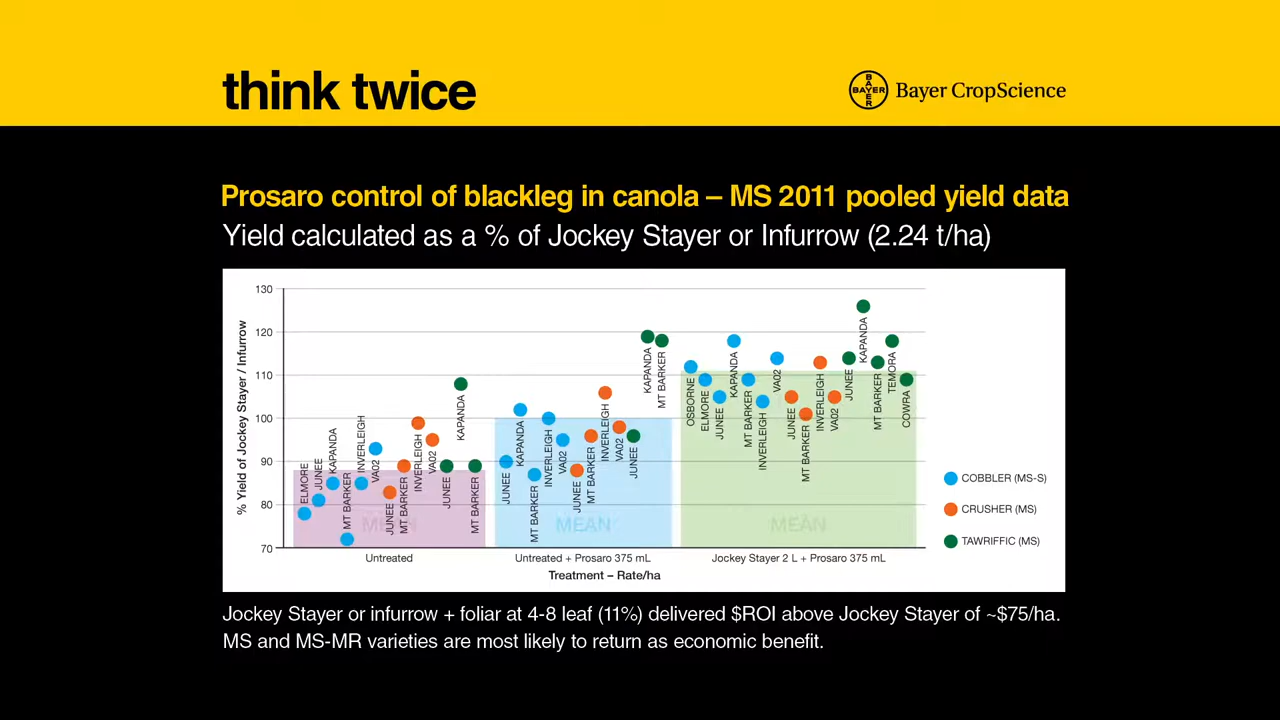 think twice
BAYER
BAYER
Bayer CropScience
Prosaro control of blackleg in canola – MS 2011 pooled yield data
Yield calculated as a % of Jockey Stayer or Infurrow (2.24 t/ha)
% Yield of Jockey Stayer / Infurrow
130
120
110
100
90
80
70
ELMORE
JUNEE
KAPANDA
MT BARKER
INVERLEIGH
VA02
JUNEE
MT BARKER
INVERLEIGH
VA02
JUNEE
KAPANDA
MT BARKER
MEAN
JUNEE
KAPANDA
MT BARKER
INVERLEIGH
VA02
JUNEE
MT BARKER
INVERLEIGH
VA02
JUNEE
KAPANDA
MT BARKER
MEAN
OSBORNE
ELMORE
JUNEE
KAPANDA
MT BARKER
INVERLEIGH
VA02
JUNEE
MT BARKER
INVERLEIGH
VA02
JUNEE
KAPANDA
MT BARKER
TEMORA
COWRA
MEAN
COBBLER (MS-S)
CRUSHER (MS)
TAWRIFFIC (MS)
Untreated
Untreated + Prosaro 375 mL
Jockey Stayer 2 L + Prosaro 375 mL
Treatment – Rate/ha
Jockey Stayer or infurrow + foliar at 4-8 leaf (11%) delivered $ROI above Jockey Stayer of ~$75/ha.
MS and MS-MR varieties are most likely to return as economic benefit.